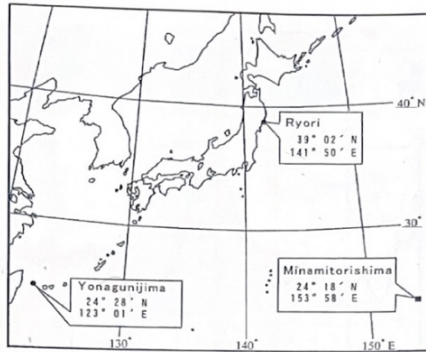 40° N
Ryori
39° 02′ N
141° 50′ E
30°
Minamitorishima
24° 18′ N
153° 58′ E
Yonagunijima
24° 28′ N
123° 01′ E
130°
140°
150° E